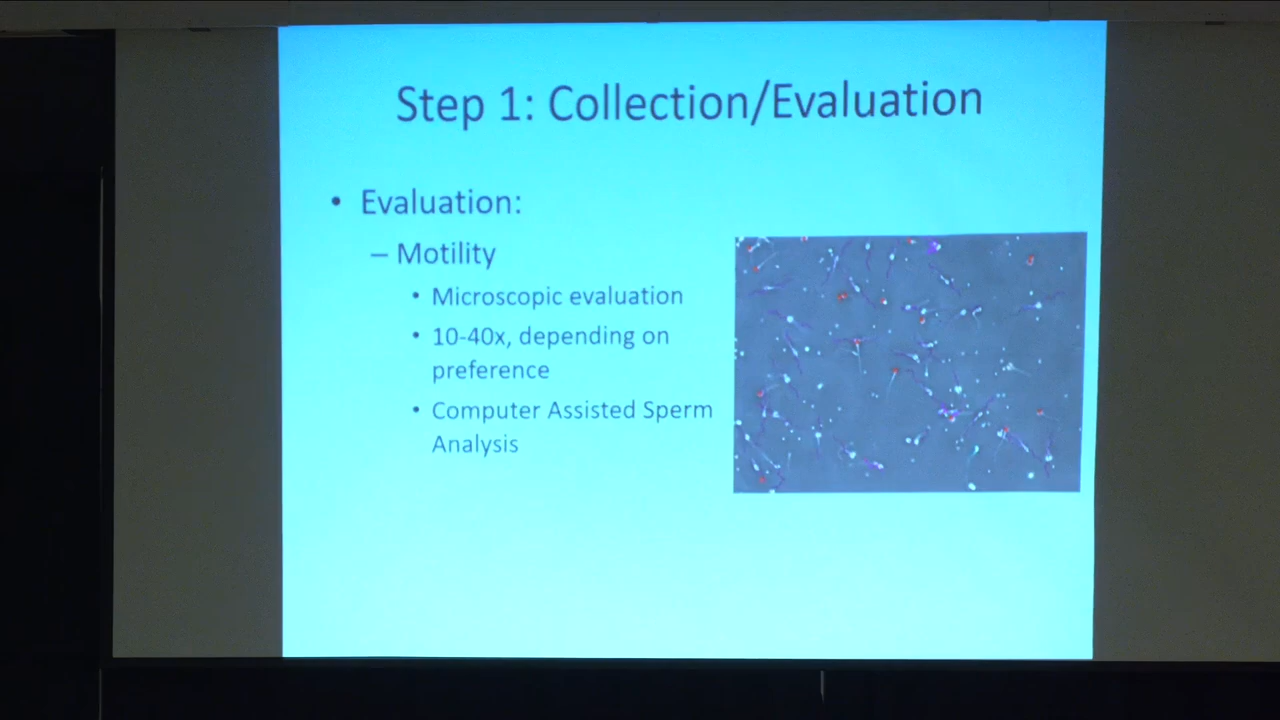 Step 1: Collection/Evaluation
• Evaluation:
– Motility
• Microscopic evaluation
• 10-40x, depending on
preference
• Computer Assisted Sperm
Analysis